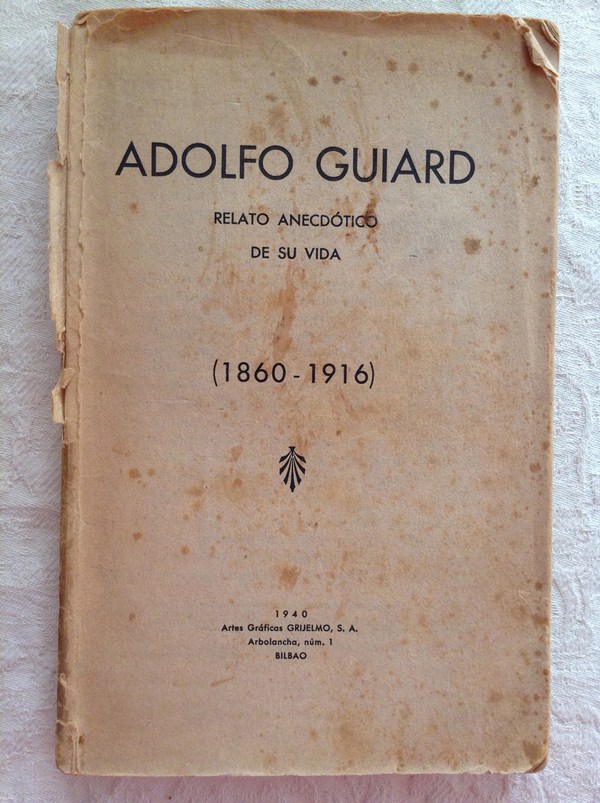 ADOLFO GUIARD
RELATO ANECDÓTICO
DE SU VIDA
(1860 - 1916)
1940
Artes Gráficas GRIJELMO, S. A.
Arbolancha, núm. 1
BILBAO